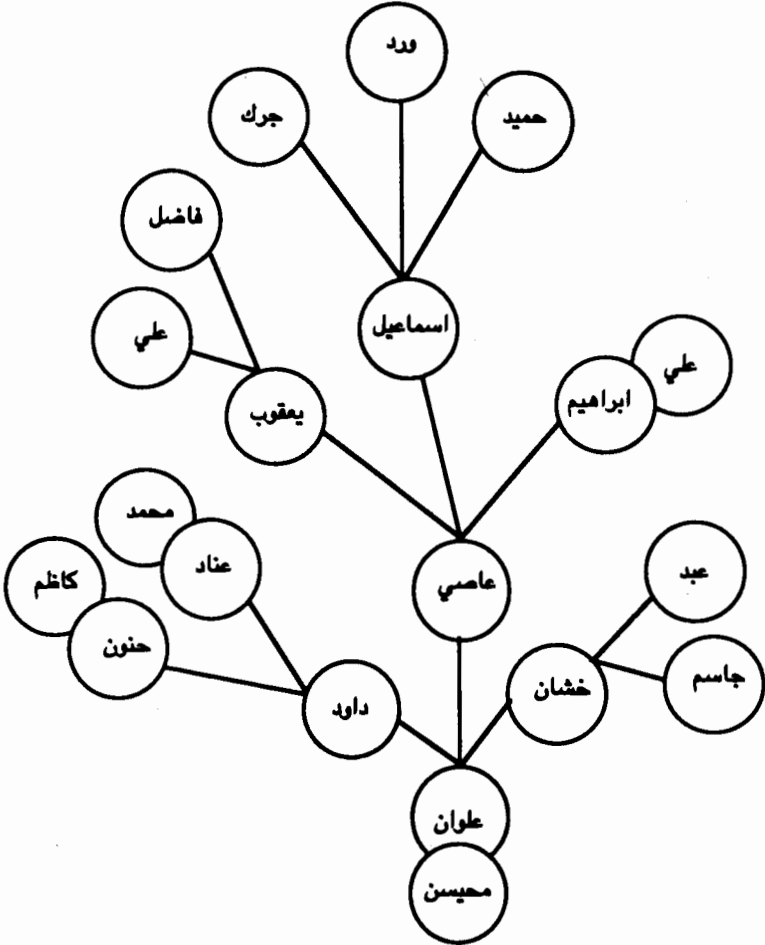 ورد
جرك
حميد
فاضل
علي
اسماعيل
علي
ابراهيم
يعقوب
محمد
عناد
كاظم
حنون
عاصي
عبد
جاسم
خشان
داود
علوان
محيسن